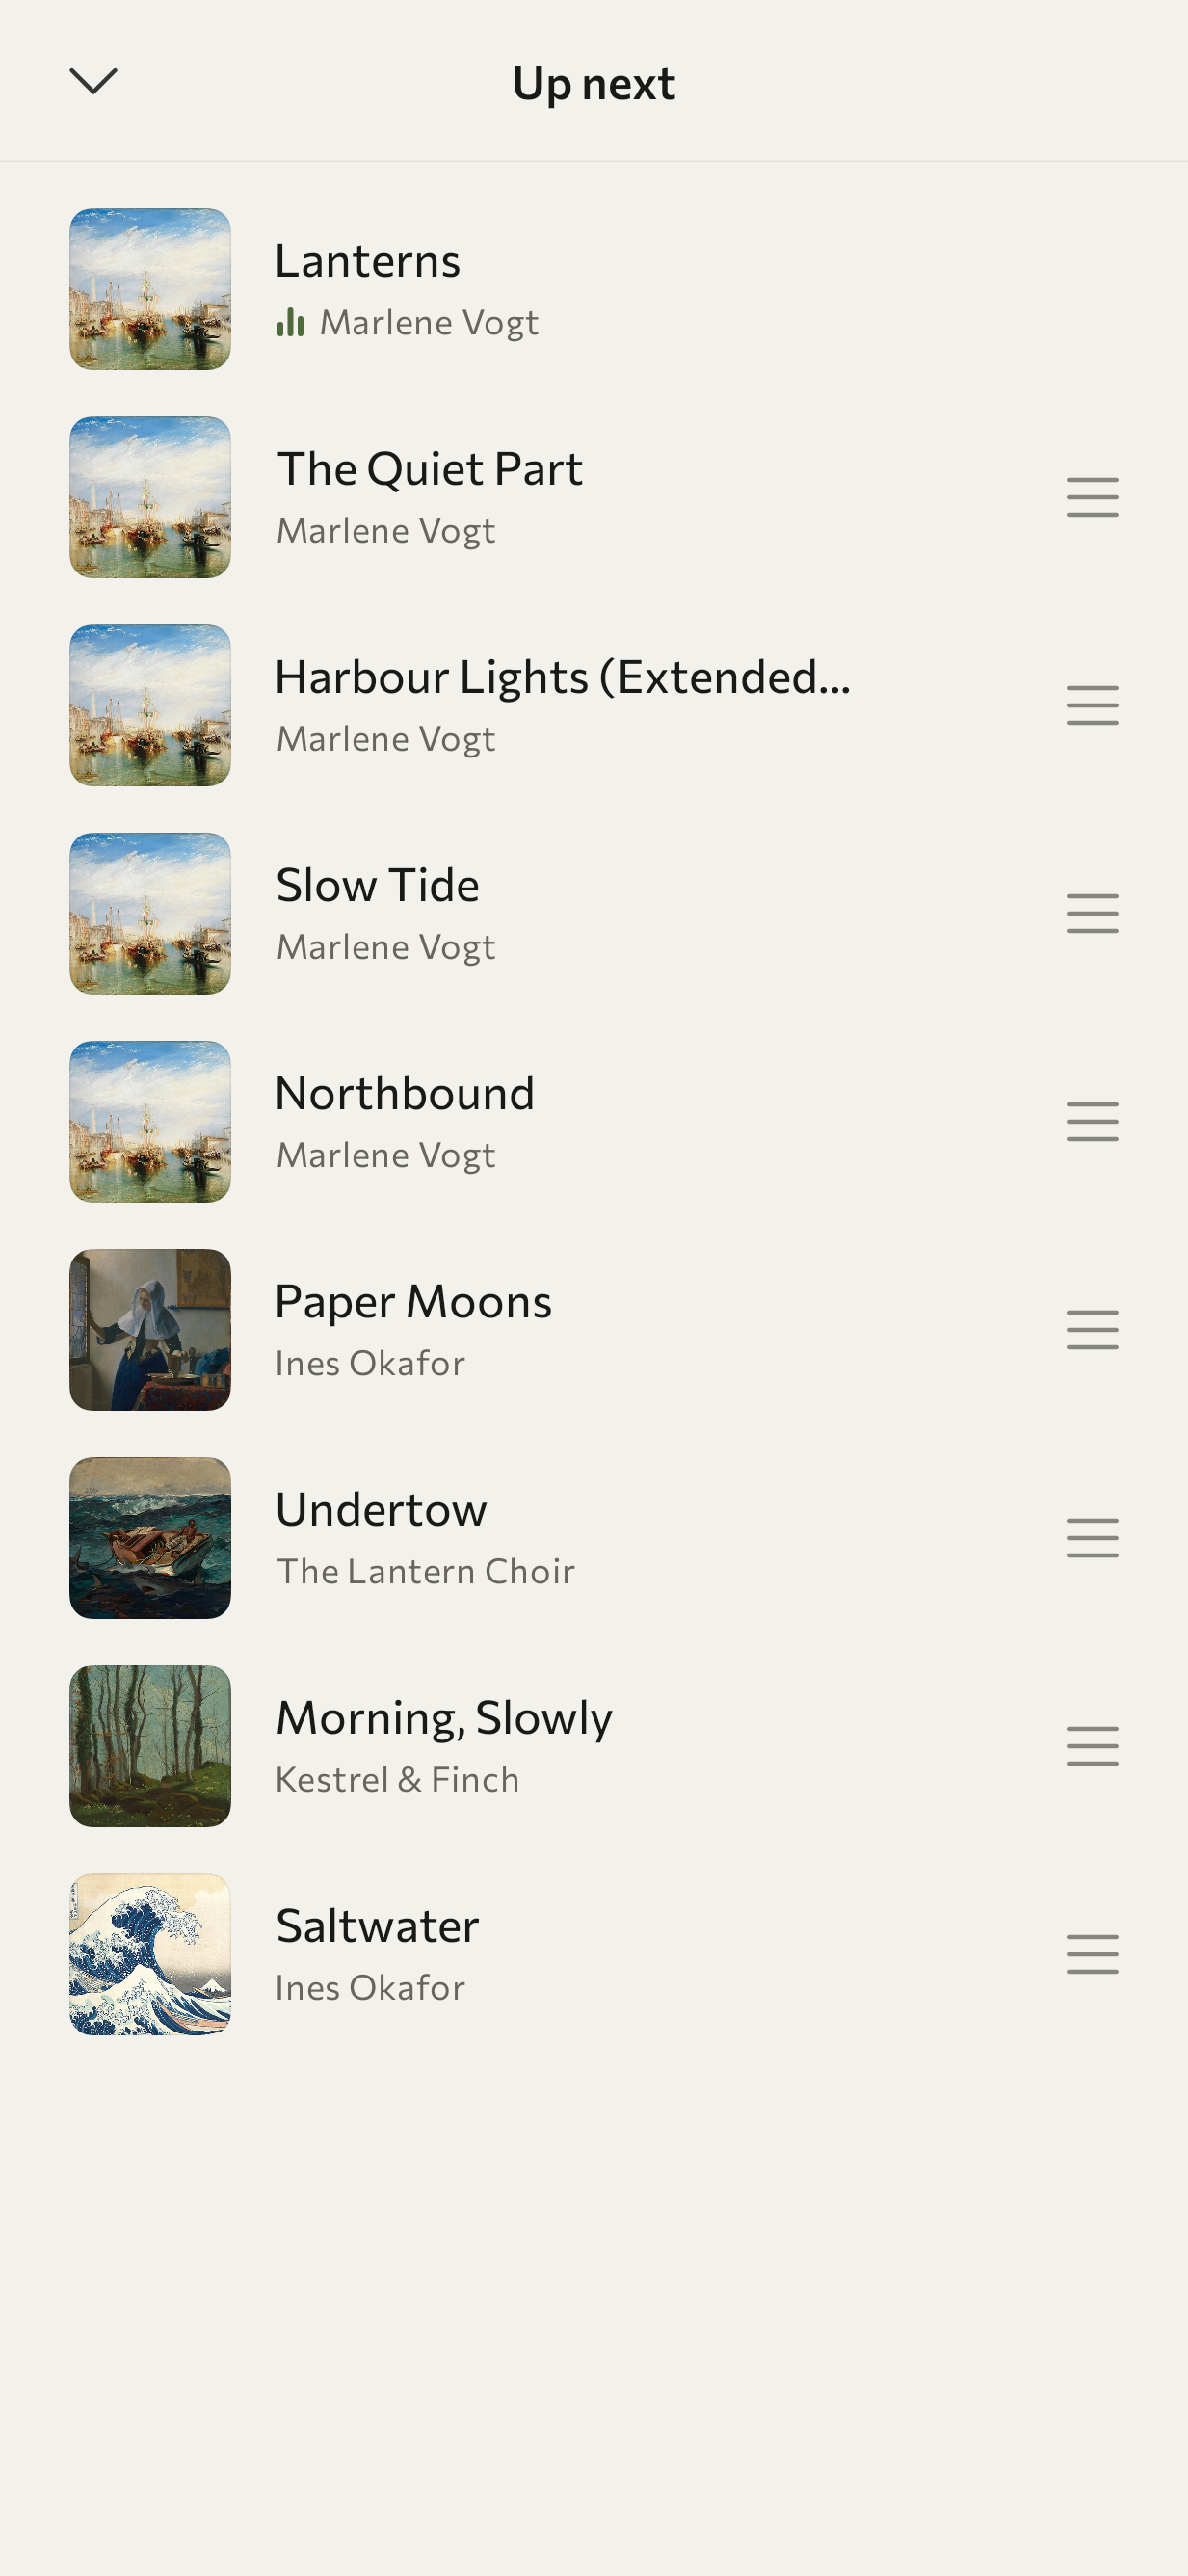 Up next
Lanterns
Marlene Vogt
The Quiet Part
Marlene Vogt
Harbour Lights (Extended...
Marlene Vogt
Slow Tide
Marlene Vogt
Northbound
Marlene Vogt
Paper Moons
Ines Okafor
Undertow
The Lantern Choir
Morning, Slowly
Kestrel & Finch
Saltwater
Ines Okafor